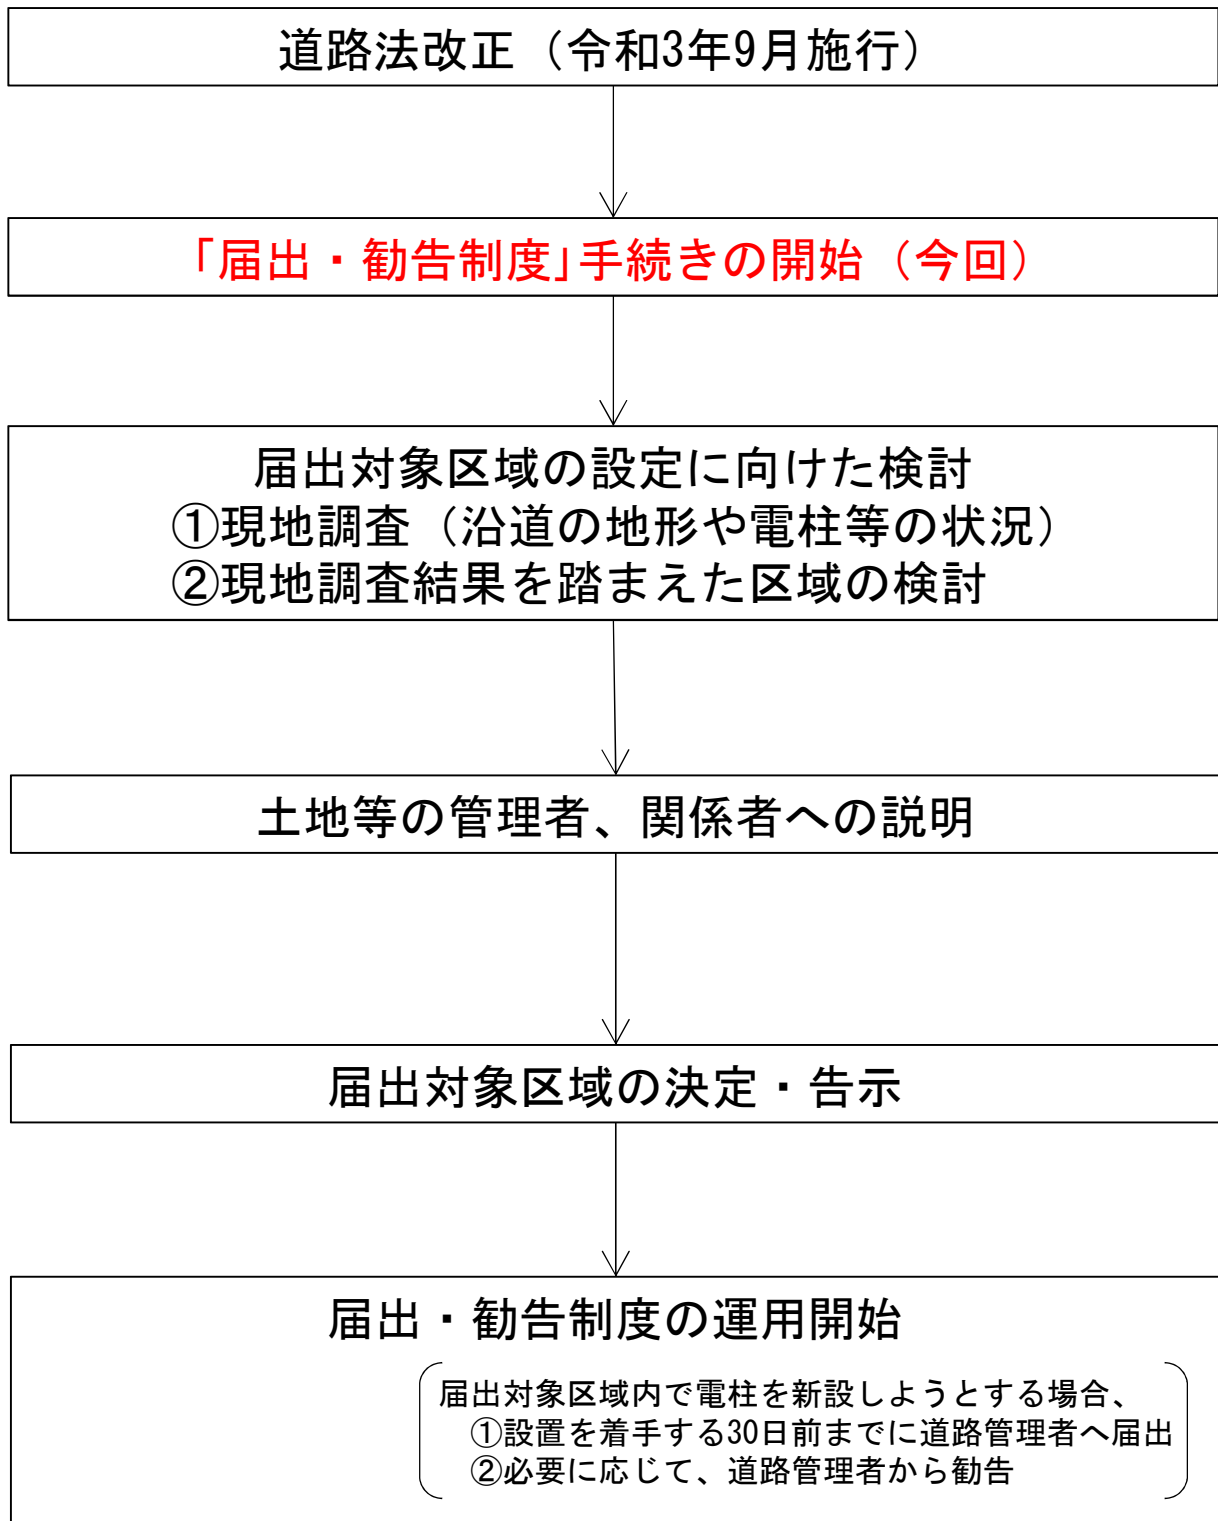 道路法改正（令和3年9月施行）
「届出・勧告制度」手続きの開始（今回）
届出対象区域の設定に向けた検討
①現地調査（沿道の地形や電柱等の状況）
②現地調査結果を踏まえた区域の検討
土地等の管理者、関係者への説明
届出対象区域の決定・告示
届出・勧告制度の運用開始
届出対象区域内で電柱を新設しようとする場合、
①設置を着手する30日前までに道路管理者へ届出
②必要に応じて、道路管理者から勧告